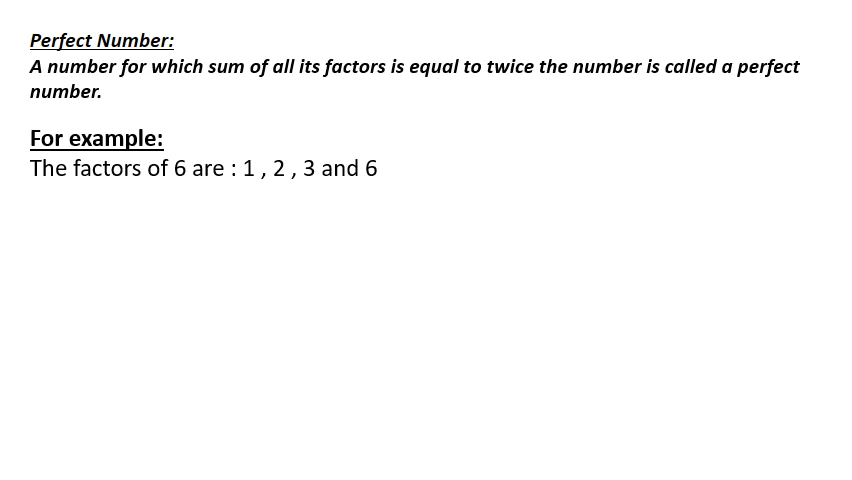 Perfect Number:
A number for which sum of all its factors is equal to twice the number is called a perfect
number.
For example:
The factors of 6 are : 1 , 2 , 3 and 6